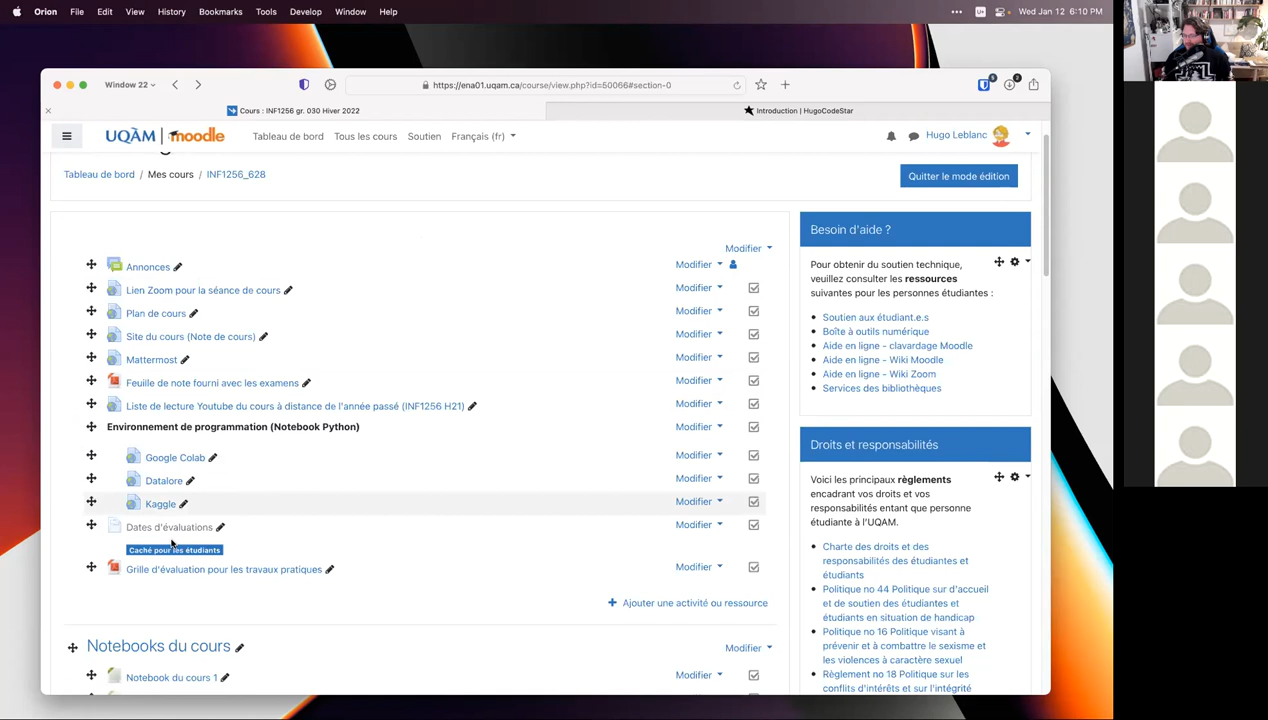 Orion File Edit View History Bookmarks Tools Develop Window Help
Wed Jan 12 6:10 PM
Window 22
https://ena01.uqam.ca/course/view.php?id=50066#section-0
Cours : INF1256 gr. 030 Hiver 2022
Introduction | HugoCodeStar
UQÀM moodle Tableau de bord Tous les cours Soutien Français (fr)
Hugo Leblanc
Tableau de bord / Mes cours / INF1256_628
Quitter le mode édition
Modifier
Annonces Modifier
Lien Zoom pour la séance de cours Modifier
Plan de cours Modifier
Site du cours (Note de cours) Modifier
Mattermost Modifier
Feuille de note fourni avec les examens Modifier
Liste de lecture Youtube du cours à distance de l'année passé (INF1256 H21) Modifier
Environnement de programmation (Notebook Python) Modifier
Google Colab Modifier
Datalore Modifier
Kaggle Modifier
Dates d'évaluations Modifier
Caché pour les étudiants
Grille d'évaluation pour les travaux pratiques Modifier
+ Ajouter une activité ou ressource
Notebooks du cours Modifier
Notebook du cours 1 Modifier
Besoin d'aide ?
Pour obtenir du soutien technique,
veuillez consulter les ressources
suivantes pour les personnes étudiantes :
Soutien aux étudiant.e.s
Boîte à outils numérique
Aide en ligne - clavardage Moodle
Aide en ligne - Wiki Moodle
Aide en ligne - Wiki Zoom
Services des bibliothèques
Droits et responsabilités
Voici les principaux règlements
encadrant vos droits et vos
responsabilités entant que personne
étudiante à l'UQAM.
Charte des droits et des
responsabilités des étudiantes et
étudiants
Politique no 44 Politique sur d'accueil
et de soutien des étudiantes et
étudiants en situation de handicap
Politique no 16 Politique visant à
prévenir et à combattre le sexisme et
les violences à caractère sexuel
Règlement no 18 Politique sur les
conflits d'intérêts et sur l'intégrité